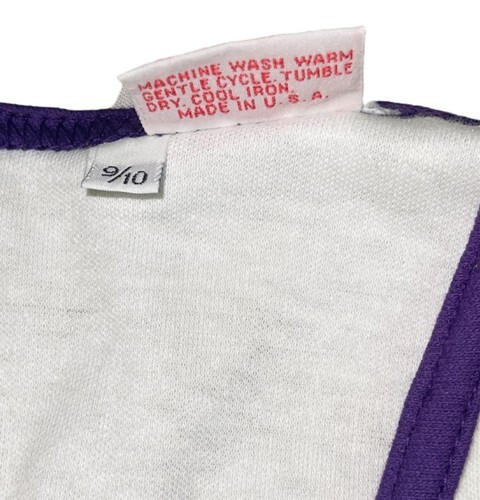 MACHINE WASH WARM
GENTLE CYCLE. TUMBLE
DRY. COOL IRON.
MADE IN U.S.A.
9/10